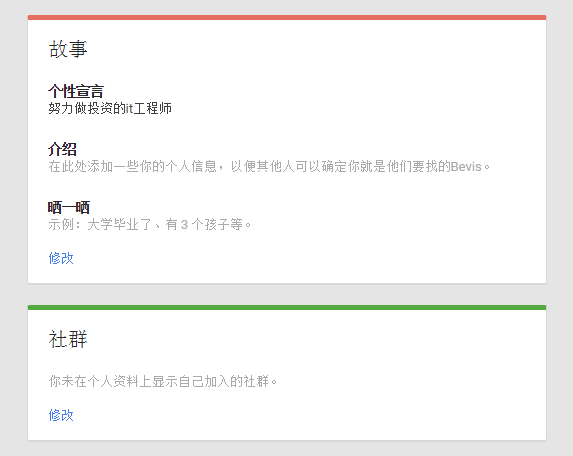 故事
个性宣言
努力做投资的it工程师
介绍
在此处添加一些你的个人信息，以便其他人可以确定你就是他们要找的Bevis。
晒一晒
示例：大学毕业了、有 3 个孩子等。
修改
社群
你未在个人资料上显示自己加入的社群。
修改